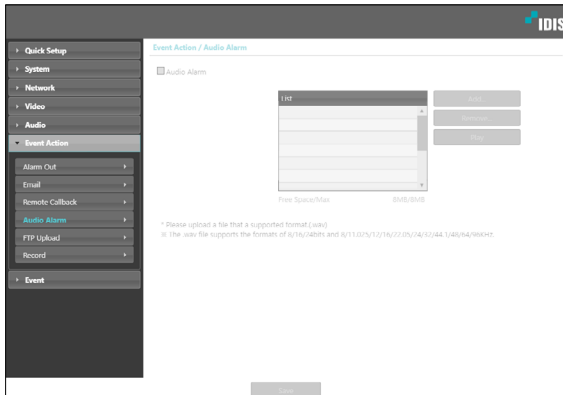 IDIS
Quick Setup
System
Network
Video
Audio
Event Action
Alarm Out
Email
Remote Callback
Audio Alarm
FTP Upload
Record
Event
Event Action / Audio Alarm
Audio Alarm
List
Add...
Remove...
Play
Free Space/Max 8MB/8MB
* Please upload a file that a supported format (.wav)
※ The .wav file supports the formats of 8/16/24bits and 8/11.025/12/16/22.05/24/32/44.1/48/64/96KHz.
Save